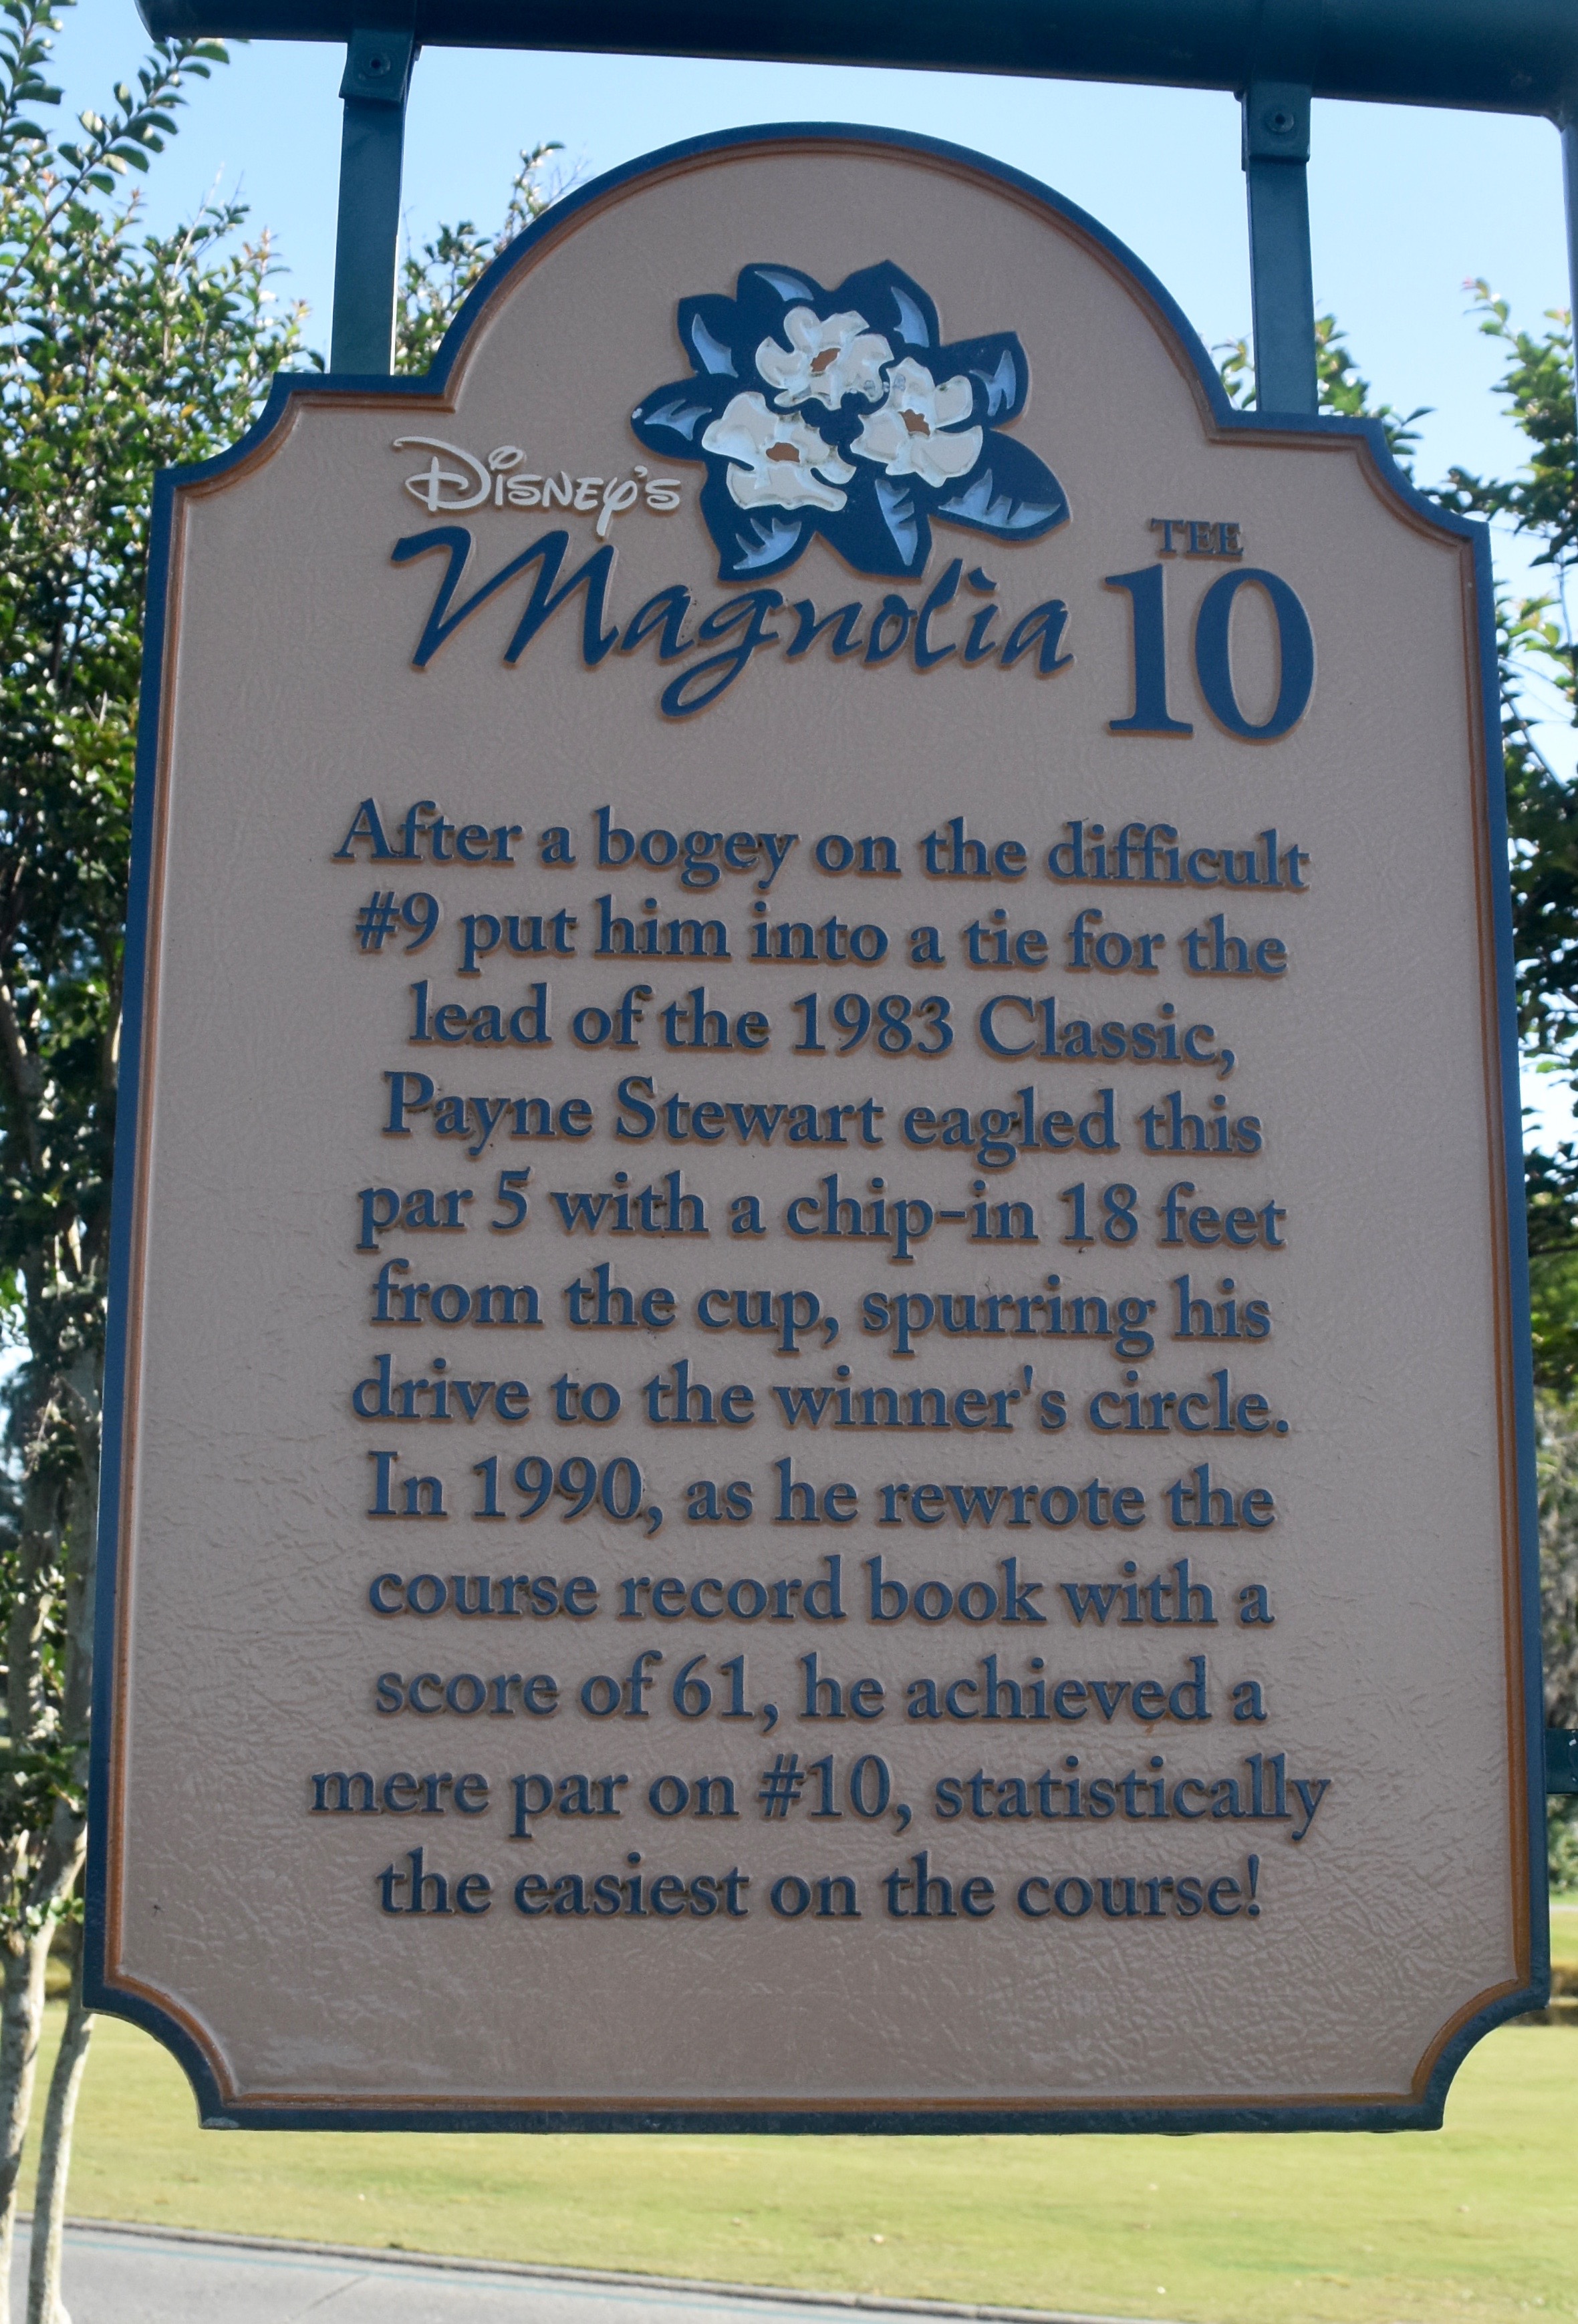 Disney's
Magnolia
TEE
10
After a bogey on the difficult
#9 put him into a tie for the
lead of the 1983 Classic,
Payne Stewart eagled this
par 5 with a chip-in 18 feet
from the cup, spurring his
drive to the winner's circle.
In 1990, as he rewrote the
course record book with a
score of 61, he achieved a
mere par on #10, statistically
the easiest on the course!